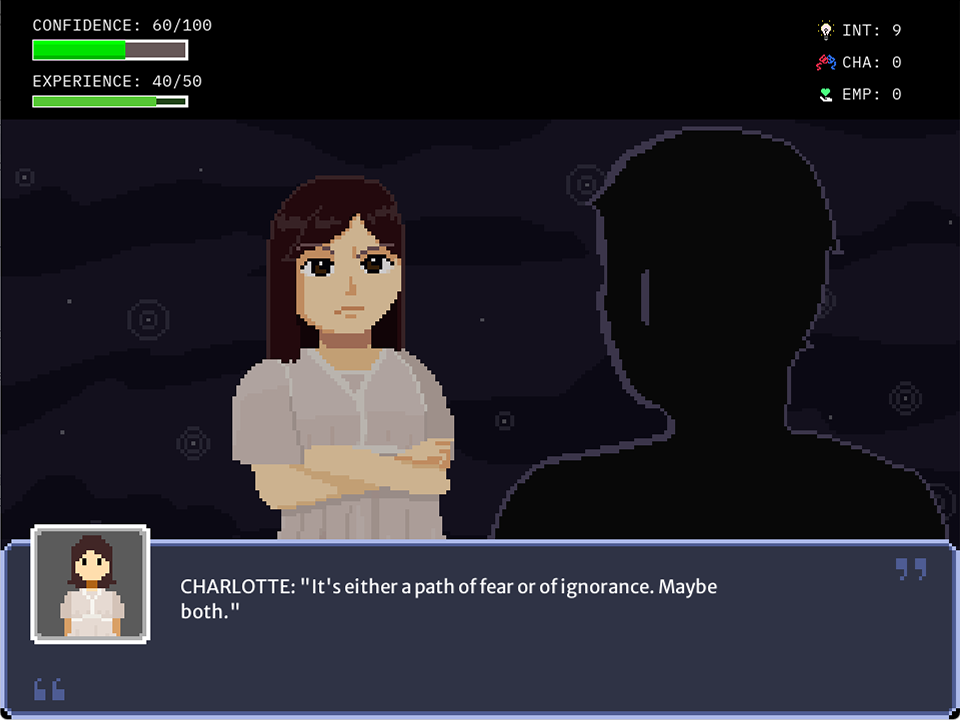 CONFIDENCE: 60/100
EXPERIENCE: 40/50
INT: 9
CHA: 0
EMP: 0
CHARLOTTE: "It's either a path of fear or of ignorance. Maybe
both."